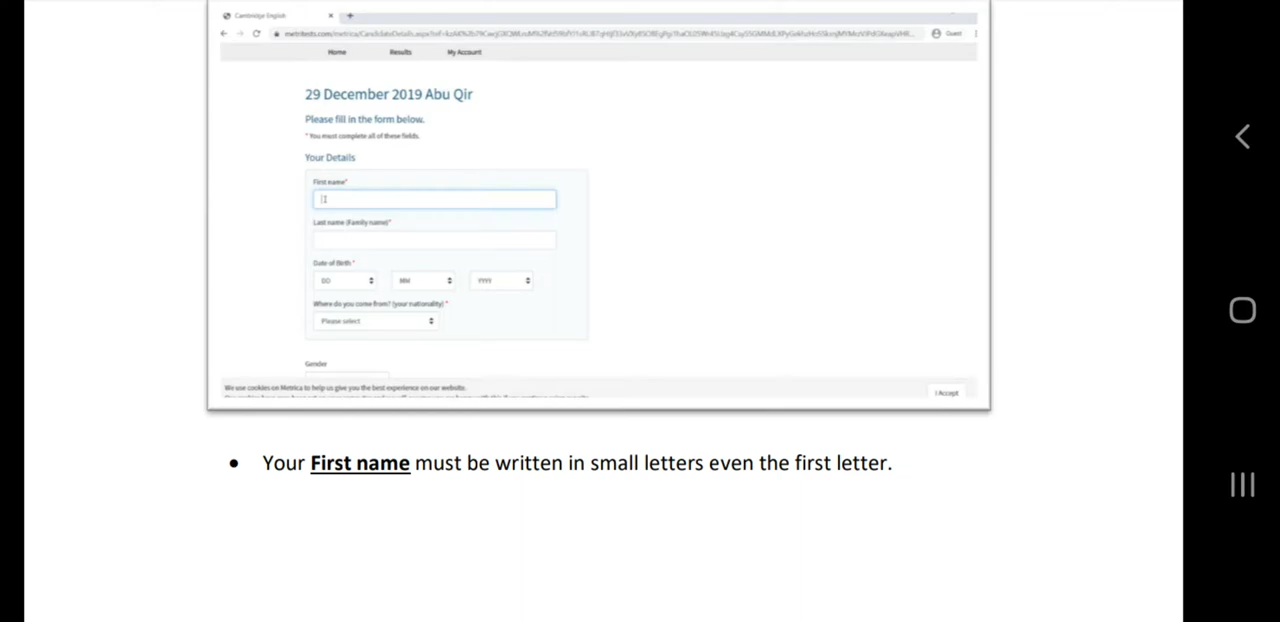 Cambridge English
Home Results My Account
29 December 2019 Abu Qir
Please fill in the form below.
* You must complete all of these fields.
Your Details
First name*
Last name (Family name)*
Date of Birth *
DD MM YYYY
Where do you come from? (your nationality) *
Please select
Gender
We use cookies on Metrica to help us give you the best experience on our website.
I Accept
Guest
• Your First name must be written in small letters even the first letter.